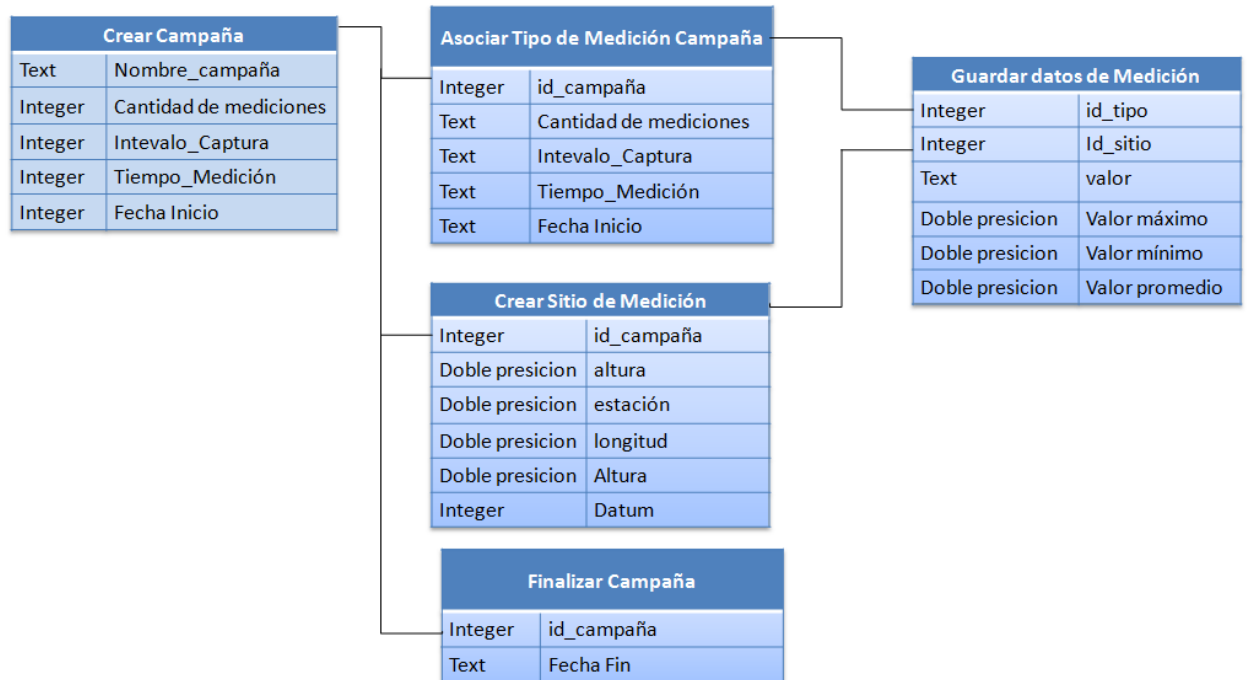 Crear Campaña
Text Nombre_campaña
Integer Cantidad de mediciones
Integer Intevalo_Captura
Integer Tiempo_Medición
Integer Fecha Inicio
Asociar Tipo de Medición Campaña
Integer id_campaña
Text Cantidad de mediciones
Text Intevalo_Captura
Text Tiempo_Medición
Text Fecha Inicio
Guardar datos de Medición
Integer id_tipo
Integer Id_sitio
Text valor
Doble presicion Valor máximo
Doble presicion Valor mínimo
Doble presicion Valor promedio
Crear Sitio de Medición
Integer id_campaña
Doble presicion altura
Doble presicion estación
Doble presicion longitud
Doble presicion Altura
Integer Datum
Finalizar Campaña
Integer id_campaña
Text Fecha Fin